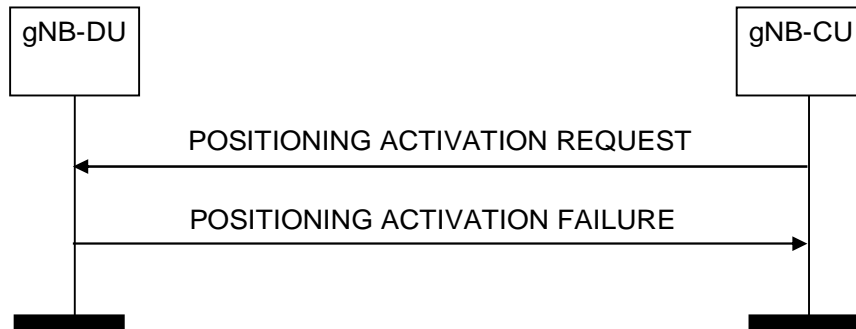 gNB-DU
gNB-CU
POSITIONING ACTIVATION REQUEST
POSITIONING ACTIVATION FAILURE